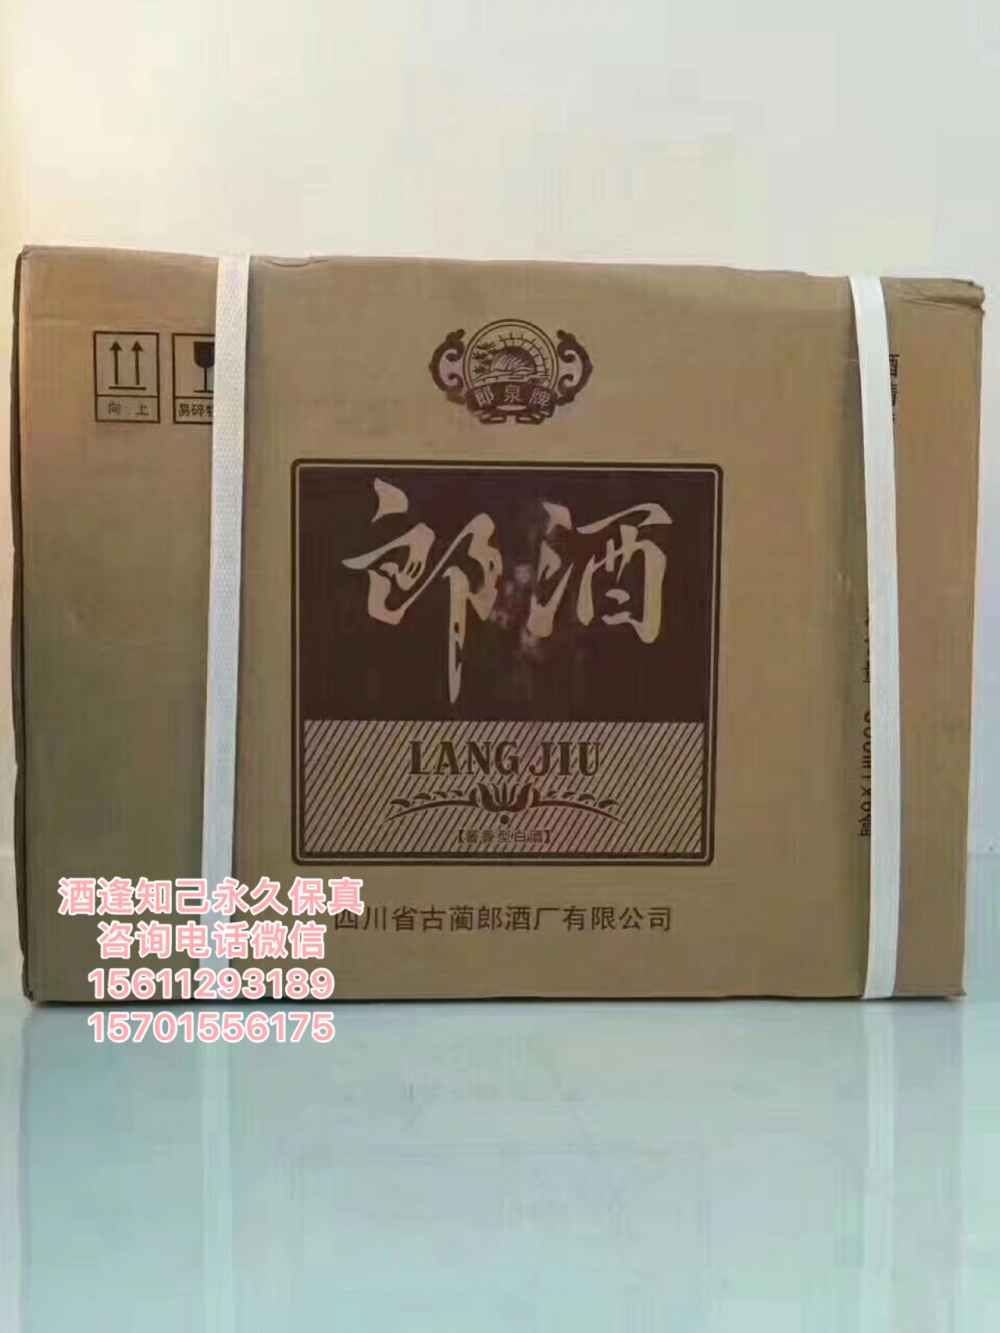 郎泉牌
向 上
易碎物
郎酒
LANG JIU
【酱香型白酒】
四川省古蔺郎酒厂有限公司
酒逢知己永久保真
咨询电话微信
15611293189
15701556175